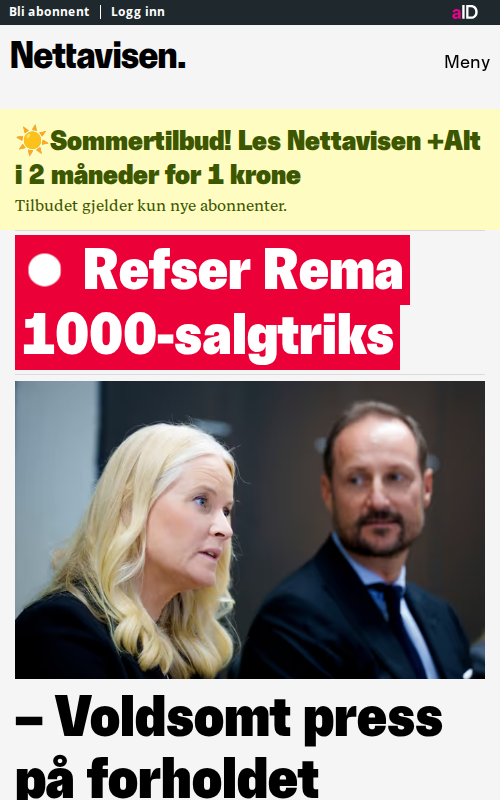 Bli abonnent | Logg inn
aID
Nettavisen.
Meny
☀️Sommertilbud! Les Nettavisen +Alt
i 2 måneder for 1 krone
Tilbudet gjelder kun nye abonnenter.
Refser Rema
1000-salgtriks
– Voldsomt press
på forholdet